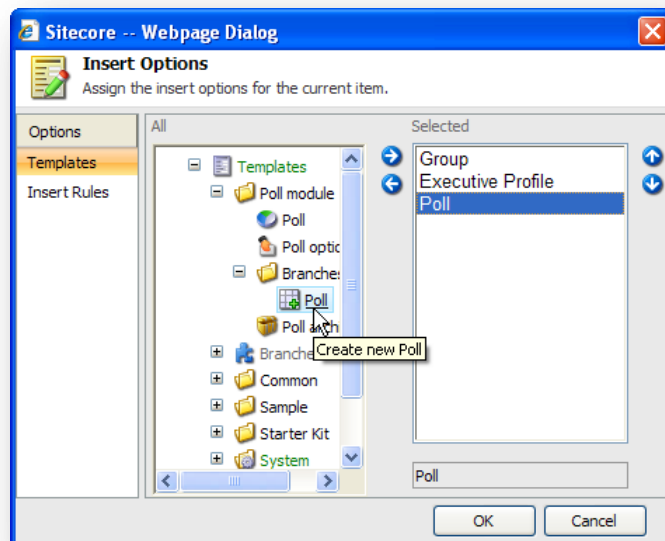 Sitecore -- Webpage Dialog
Insert Options
Assign the insert options for the current item.
Options
Templates
Insert Rules
All
Templates
Poll module
Poll
Poll optic
Branches
Poll
Poll
Create new Poll
Branche
Common
Sample
Starter Kit
System
Selected
Group
Executive Profile
Poll
Poll
OK
Cancel